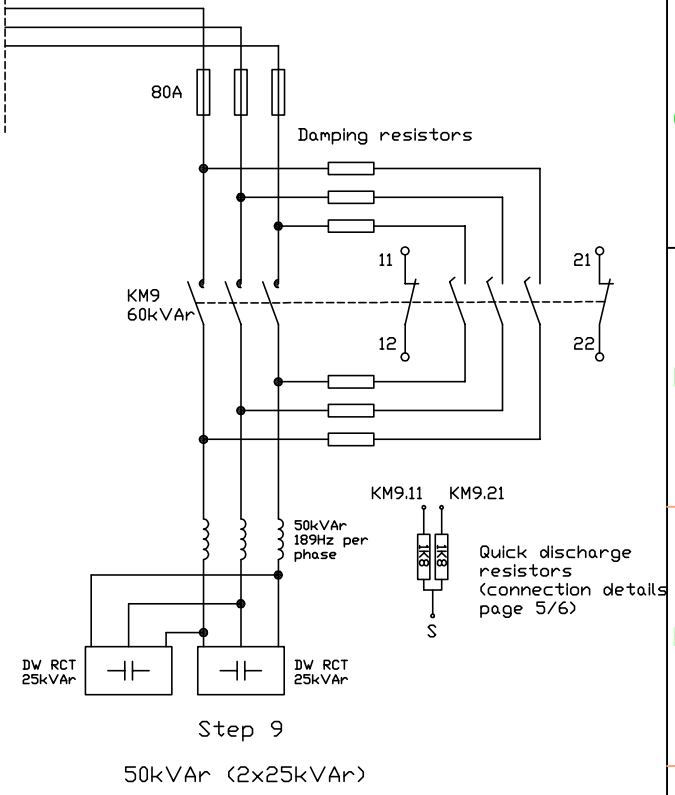 80A
Damping resistors
11
21
KM9
60kVAr
12
22
KM9.11 KM9.21
50kVAr
189Hz per
phase
1K8 1K8
Quick discharge
resistors
(connection details
page 5/6)
S
DW RCT
25kVAr
DW RCT
25kVAr
Step 9
50kVAr (2x25kVAr)